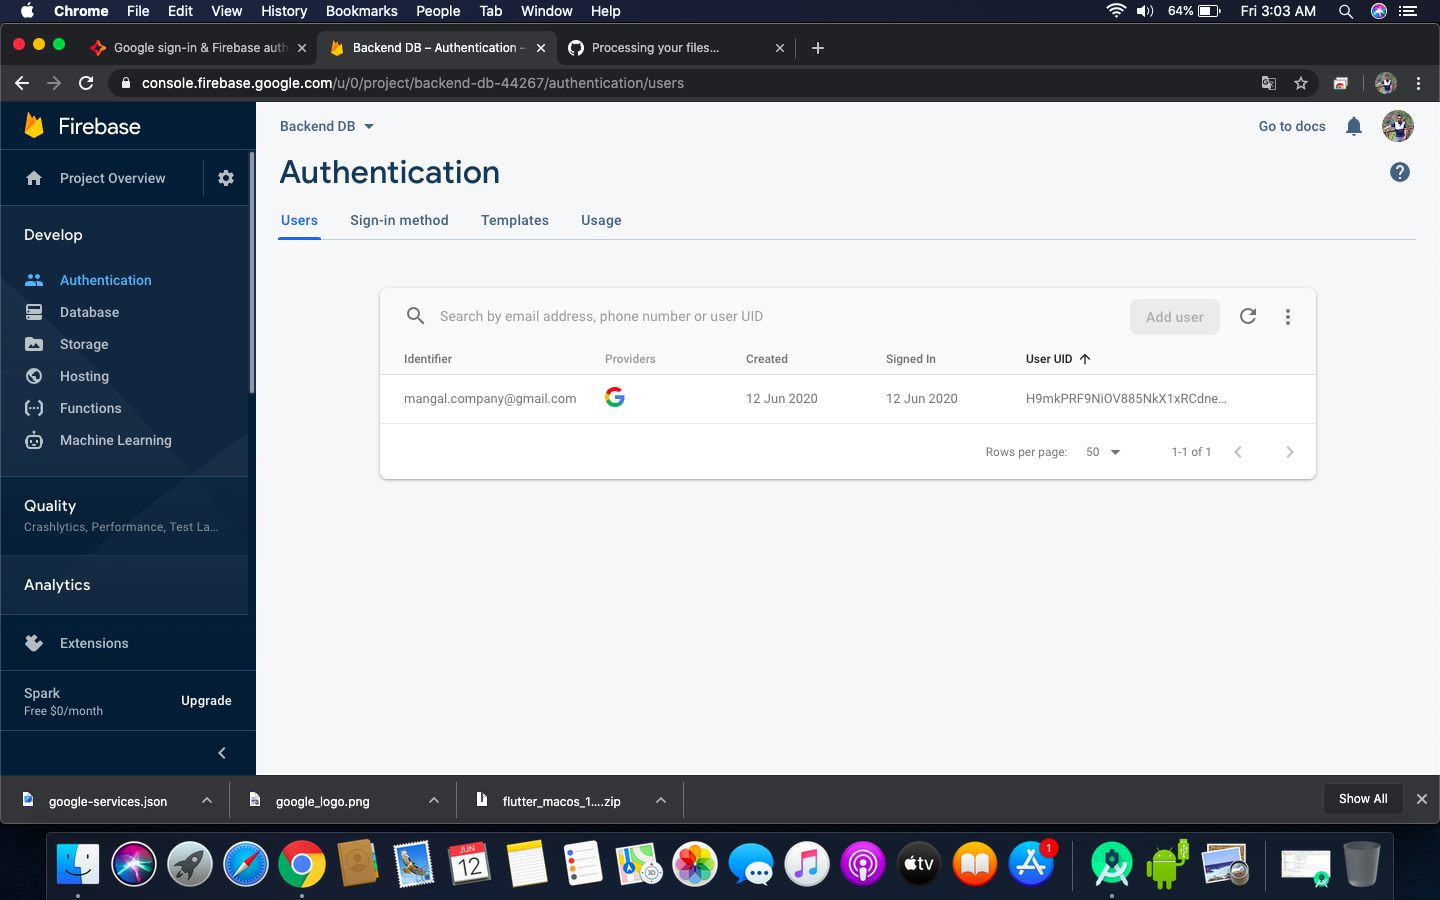 Chrome File Edit View History Bookmarks People Tab Window Help 64% Fri 3:03 AM
Google sign-in & Firebase auth Backend DB – Authentication – Processing your files...
console.firebase.google.com/u/0/project/backend-db-44267/authentication/users
Firebase
Project Overview
Develop
Authentication
Database
Storage
Hosting
Functions
Machine Learning
Quality
Crashlytics, Performance, Test La...
Analytics
Extensions
Spark
Free $0/month
Upgrade
Backend DB
Go to docs
Authentication
Users Sign-in method Templates Usage
Search by email address, phone number or user UID
Add user
Identifier Providers Created Signed In User UID
mangal.company@gmail.com 12 Jun 2020 12 Jun 2020 H9mkPRF9NiOV885NkX1xRCdne...
Rows per page: 50 1-1 of 1
google-services.json google_logo.png flutter_macos_1....zip Show All
JUN
12
3D
tv
1